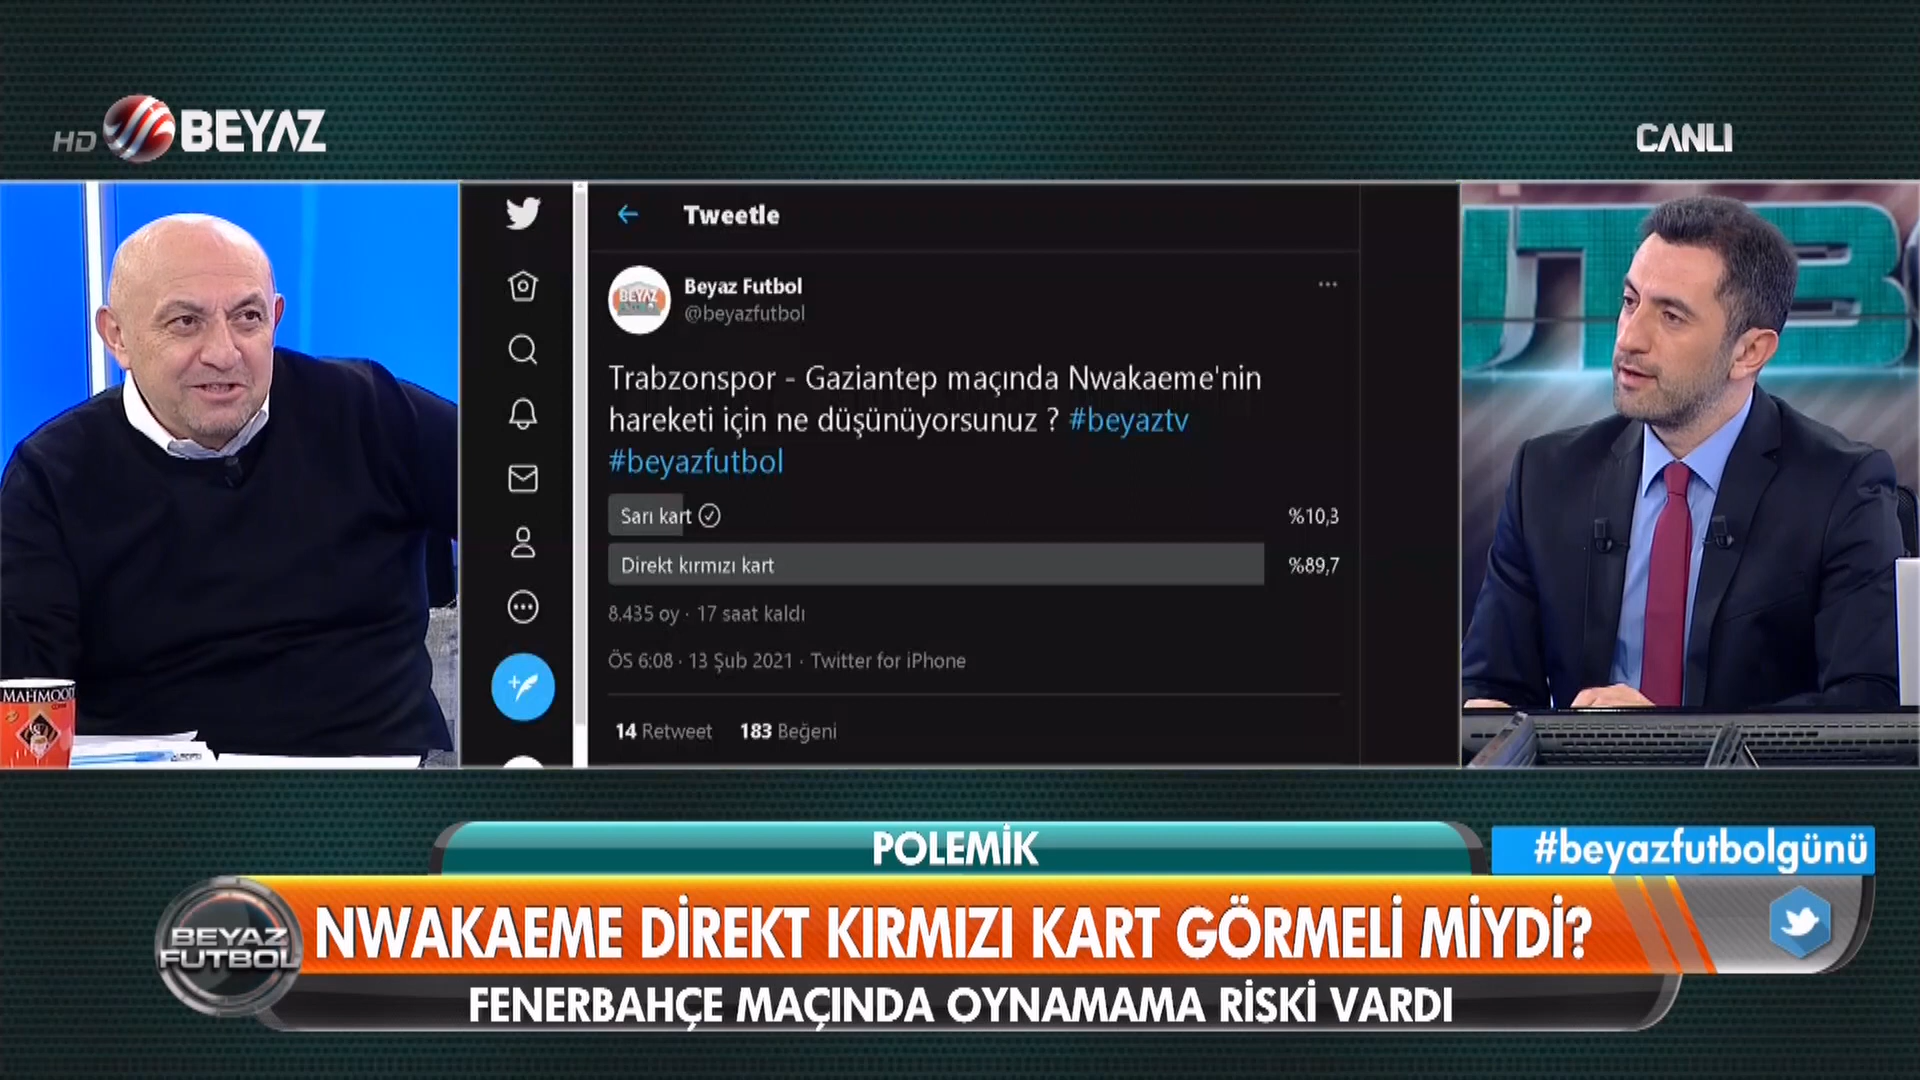 HD BEYAZ
CANLI
Tweetle
BEYAZ
Beyaz Futbol
@beyazfutbol
Trabzonspor - Gaziantep maçında Nwakaeme'nin
hareketi için ne düşünüyorsunuz ? #beyaztv
#beyazfutbol
Sarı kart %10,3
Direkt kırmızı kart %89,7
8.435 oy · 17 saat kaldı
ÖS 6:08 · 13 Şub 2021 · Twitter for iPhone
14 Retweet 183 Beğeni
MAHMOOD
POLEMİK
#beyazfutbolgünü
BEYAZ
FUTBOL
NWAKAEME DİREKT KIRMIZI KART GÖRMELİ MİYDİ?
FENERBAHÇE MAÇINDA OYNAMAMA RİSKİ VARDI